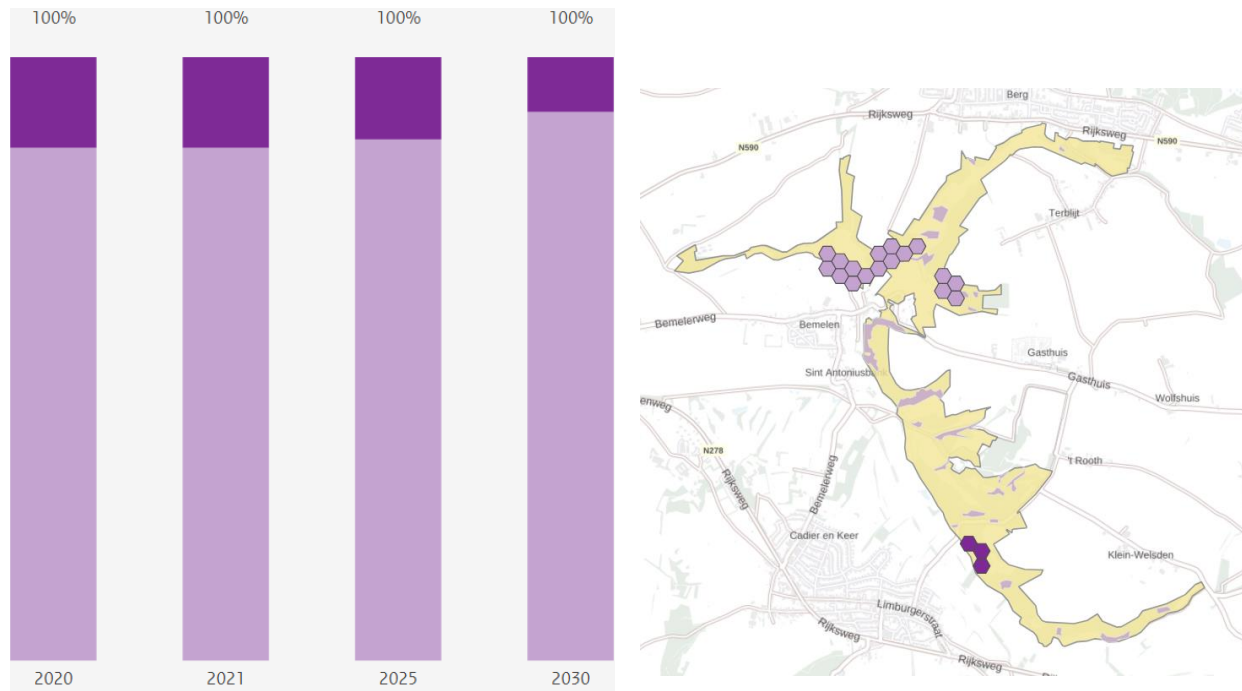 100%
100%
100%
100%
2020
2021
2025
2030
Berg
Rijksweg
Rijksweg
N590
N590
Terblijt
Bemelerweg
Bemelen
Gasthuis
Sint Antoniusb
Gasthuis
Wolfshuis
enweg
N278
't Rooth
Rijksweg
Bemelerweg
Cadier en Keer
Klein-Welsden
Limburgerstraat
Rijksweg
Rijksweg